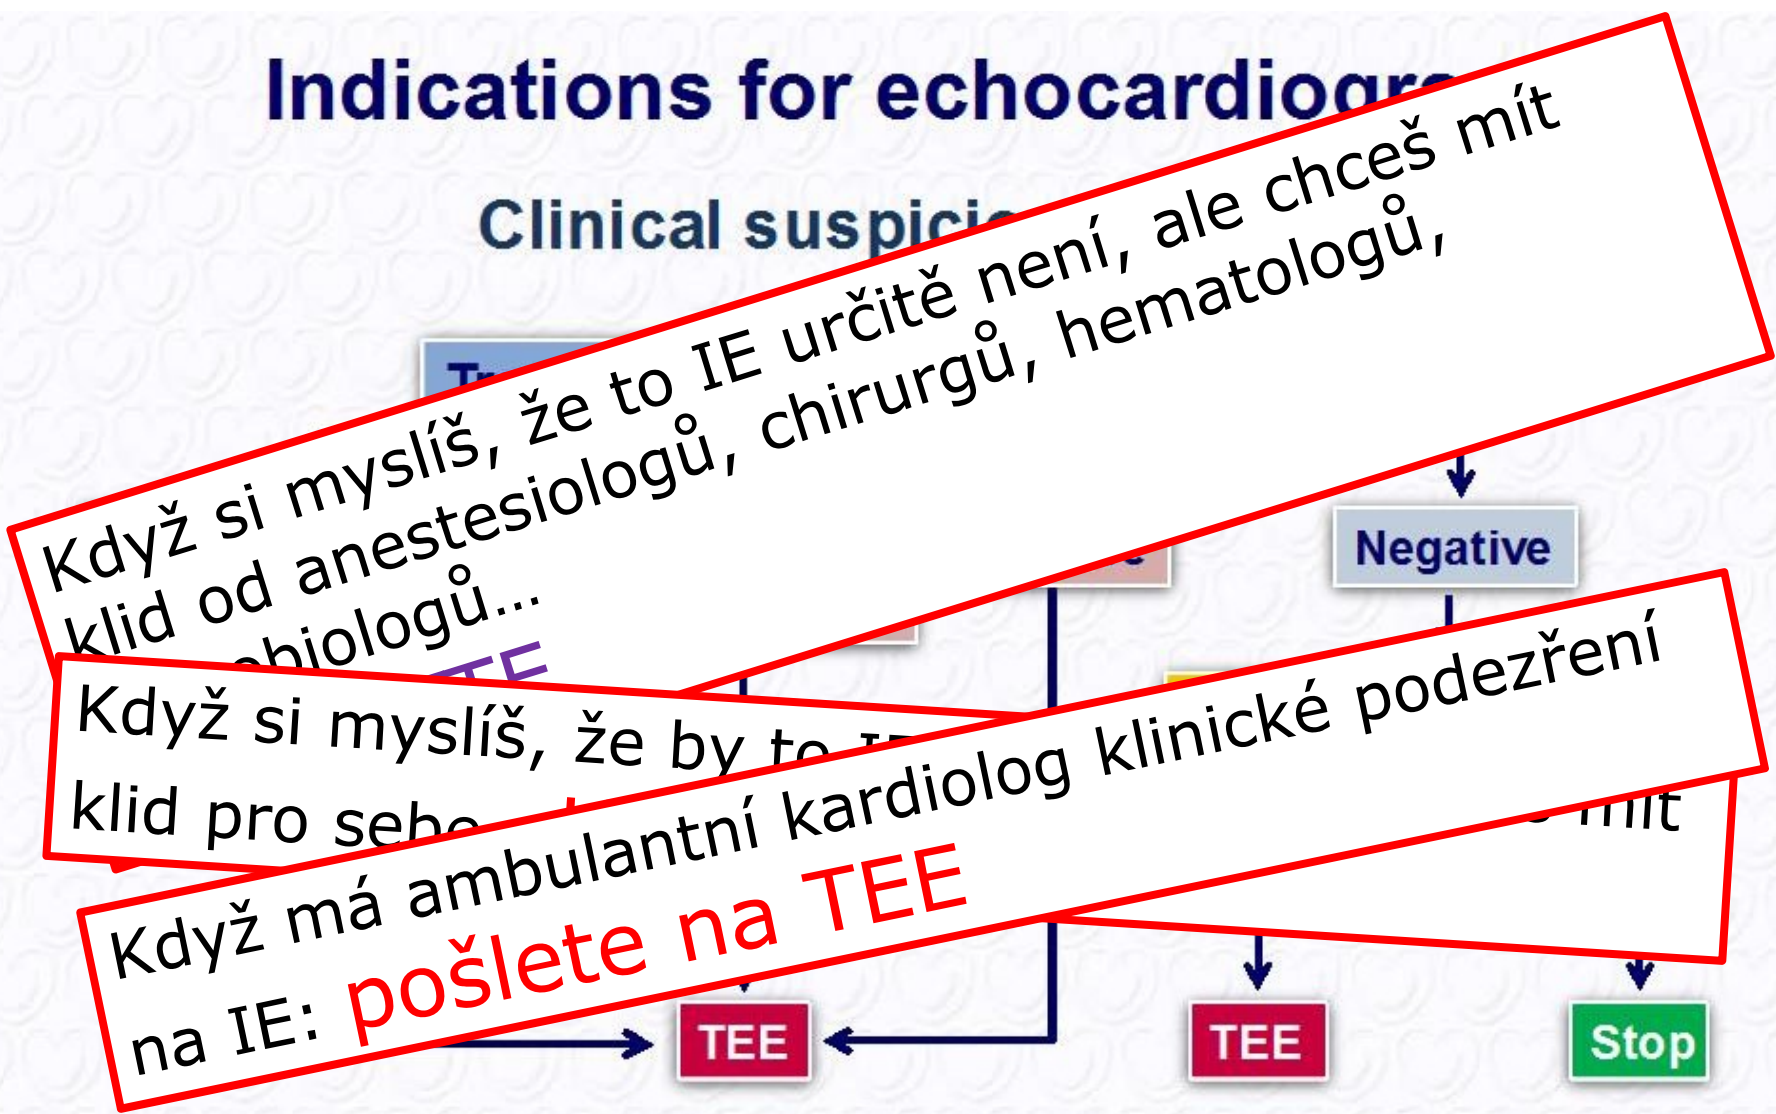 Indications for
Clinical
Když si myslíš, že to IE určitě není, ale chceš mít
klid od anestesiologů, chirurgů, hematologů,
Negative
Když si myslíš, že by to
klid pro sebe
mít
Když má ambulantní kardiolog klinické podezření
na IE: pošlete na TEE
TEE
TEE
Stop